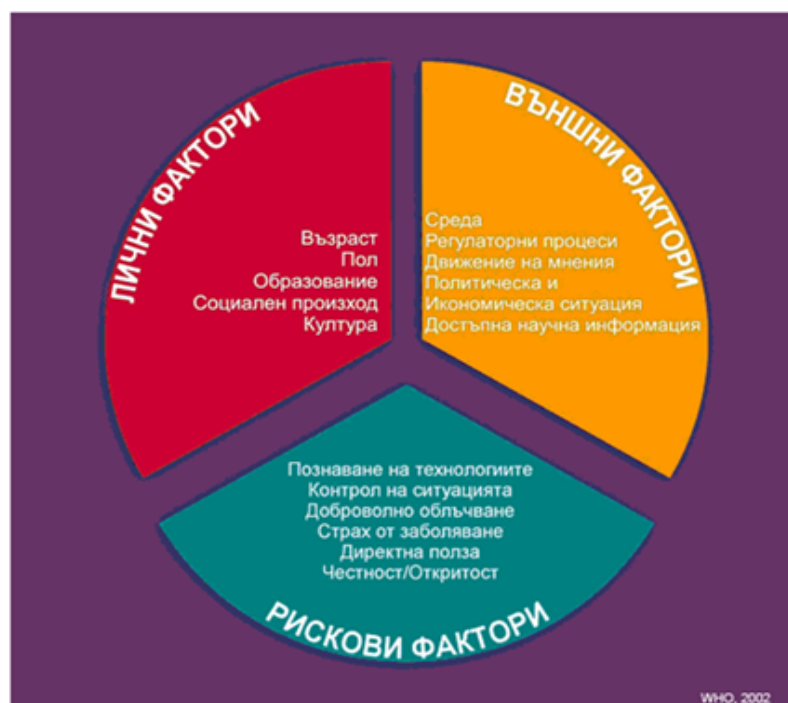 ЛИЧНИ ФАКТОРИ
Възраст
Пол
Образование
Социален произход
Култура
ВЪНШНИ ФАКТОРИ
Среда
Регулаторни процеси
Движение на мнения
Политическа и
Икономическа ситуация
Достъпна научна информация
Познаване на технологиите
Контрол на ситуацията
Доброволно облъчване
Страх от заболяване
Директна полза
Честност/Откритост
РИСКОВИ ФАКТОРИ
WHO, 2002